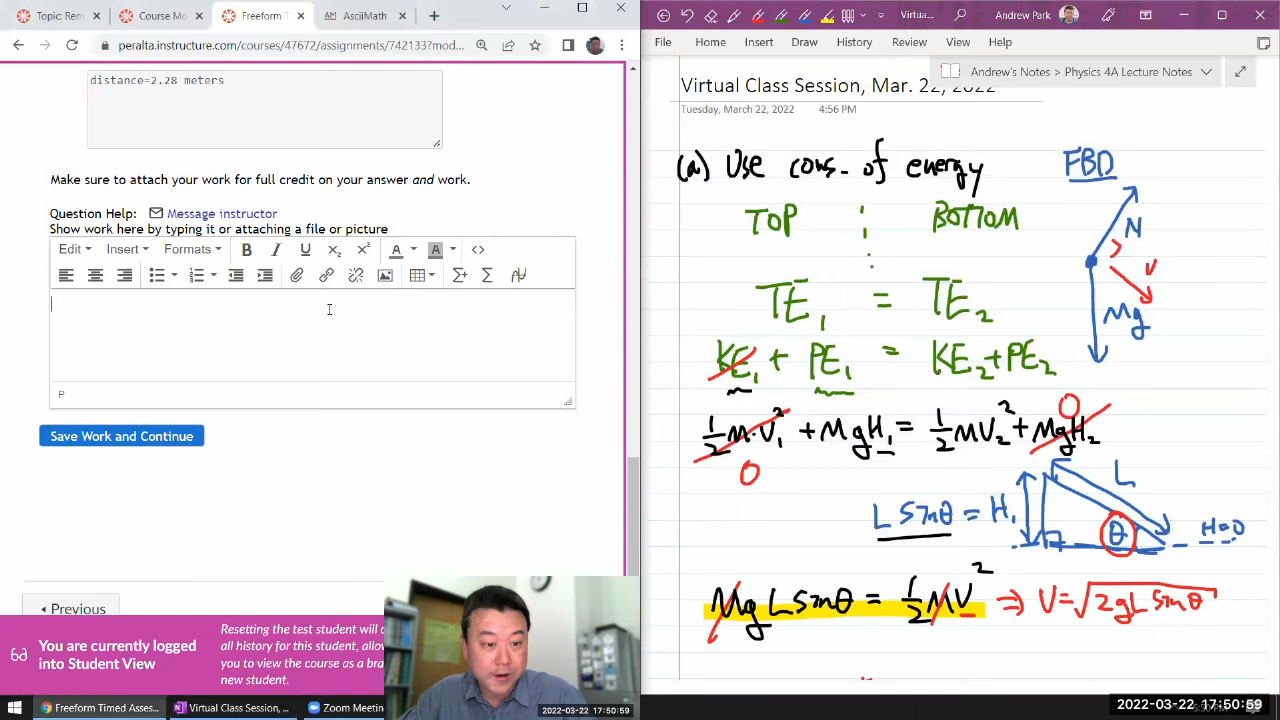 Topic Rem
Course Mo
Freeform T
AsciiMath
peralta.instructure.com/courses/47672/assignments/742133?mod...
distance=2.28 meters
Make sure to attach your work for full credit on your answer and work.
Question Help: Message instructor
Show work here by typing it or attaching a file or picture
Edit Insert Formats B I U x₂ x² A A <>
P
Save Work and Continue
Previous
You are currently logged into Student View
Resetting the test student will c
all history for this student, allow
you to view the course as a bra
new student.
Freeform Timed Asses...
Virtual Class Session, ...
Zoom Meeting
2022-03-22 17:50:59
Virtua...
Andrew Park
File Home Insert Draw History Review View Help
Virtual Class Session, Mar. 22, 2022
Andrew's Notes > Physics 4A Lecture Notes
Tuesday, March 22, 2022 4:56 PM
(a) Use cons. of energy
FBD
TOP BOTTOM
N
v
Mg
TE₁ = TE₂
KE₁ + PE₁ = KE₂ + PE₂
½ M·V₁² + MgH₁ = ½ MV₂² + MgH₂
0
0
L sinθ = H₁
L
θ
H=0
MgL sinθ = ½ MV² ⇒ V = √2gL sinθ
2022-03-22 17:50:59